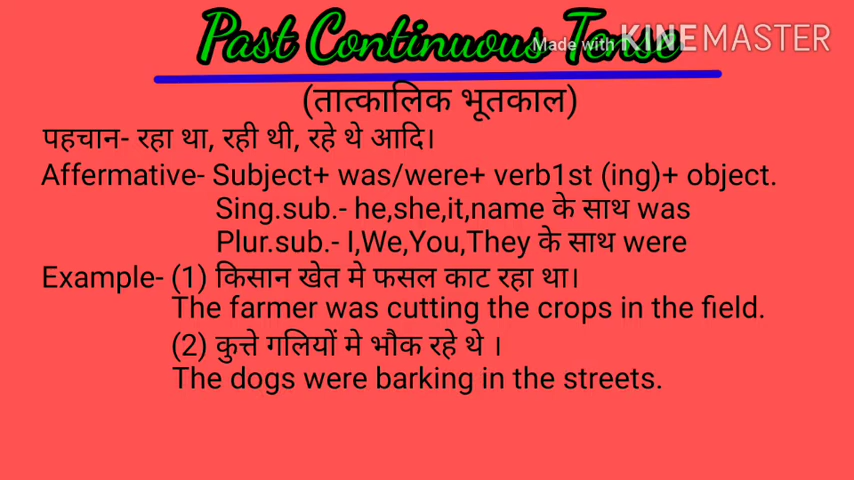 Past Continuous Tense
Made with KINEMASTER
(तात्कालिक भूतकाल)
पहचान- रहा था, रही थी, रहे थे आदि।
Affermative- Subject+ was/were+ verb1st (ing)+ object.
Sing.sub.- he,she,it,name के साथ was
Plur.sub.- I,We,You,They के साथ were
Example- (1) किसान खेत मे फसल काट रहा था।
The farmer was cutting the crops in the field.
(2) कुत्ते गलियों मे भौक रहे थे ।
The dogs were barking in the streets.